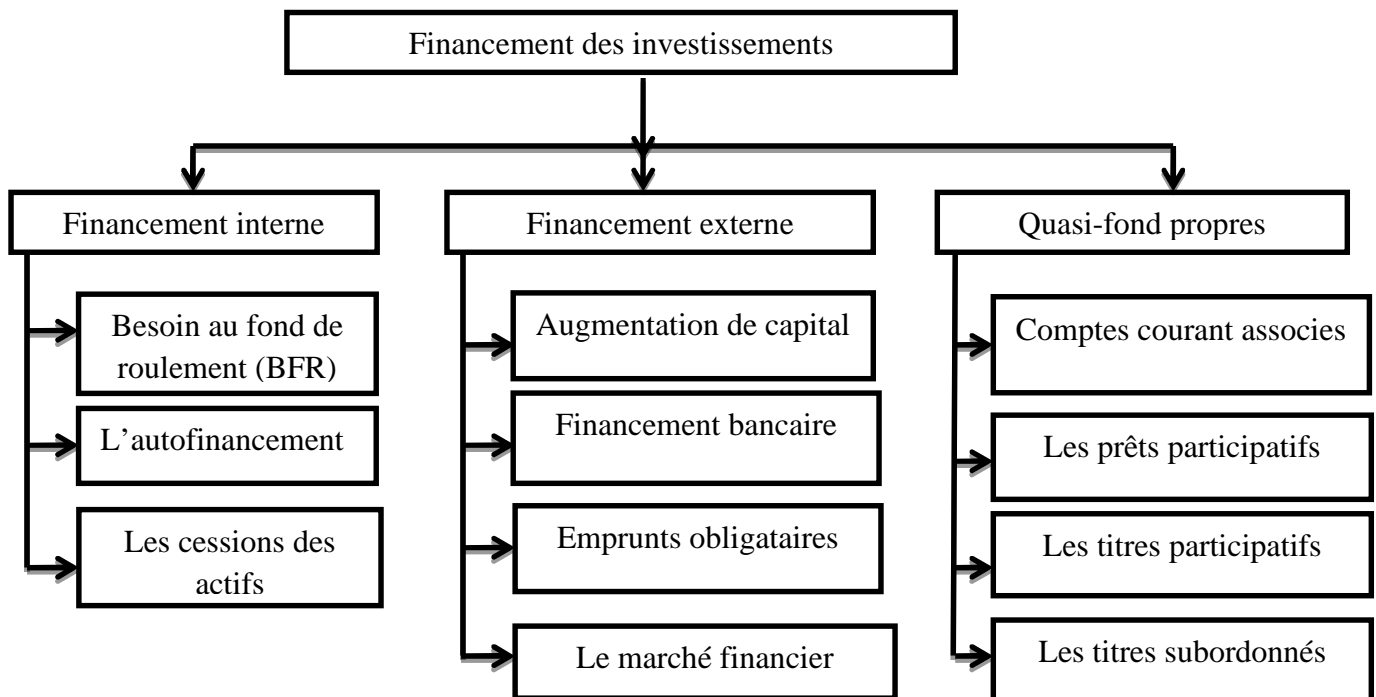 Financement des investissements
Financement interne
Besoin au fond de
roulement (BFR)
L’autofinancement
Les cessions des
actifs
Financement externe
Augmentation de capital
Financement bancaire
Emprunts obligataires
Le marché financier
Quasi-fond propres
Comptes courant associes
Les prêts participatifs
Les titres participatifs
Les titres subordonnés